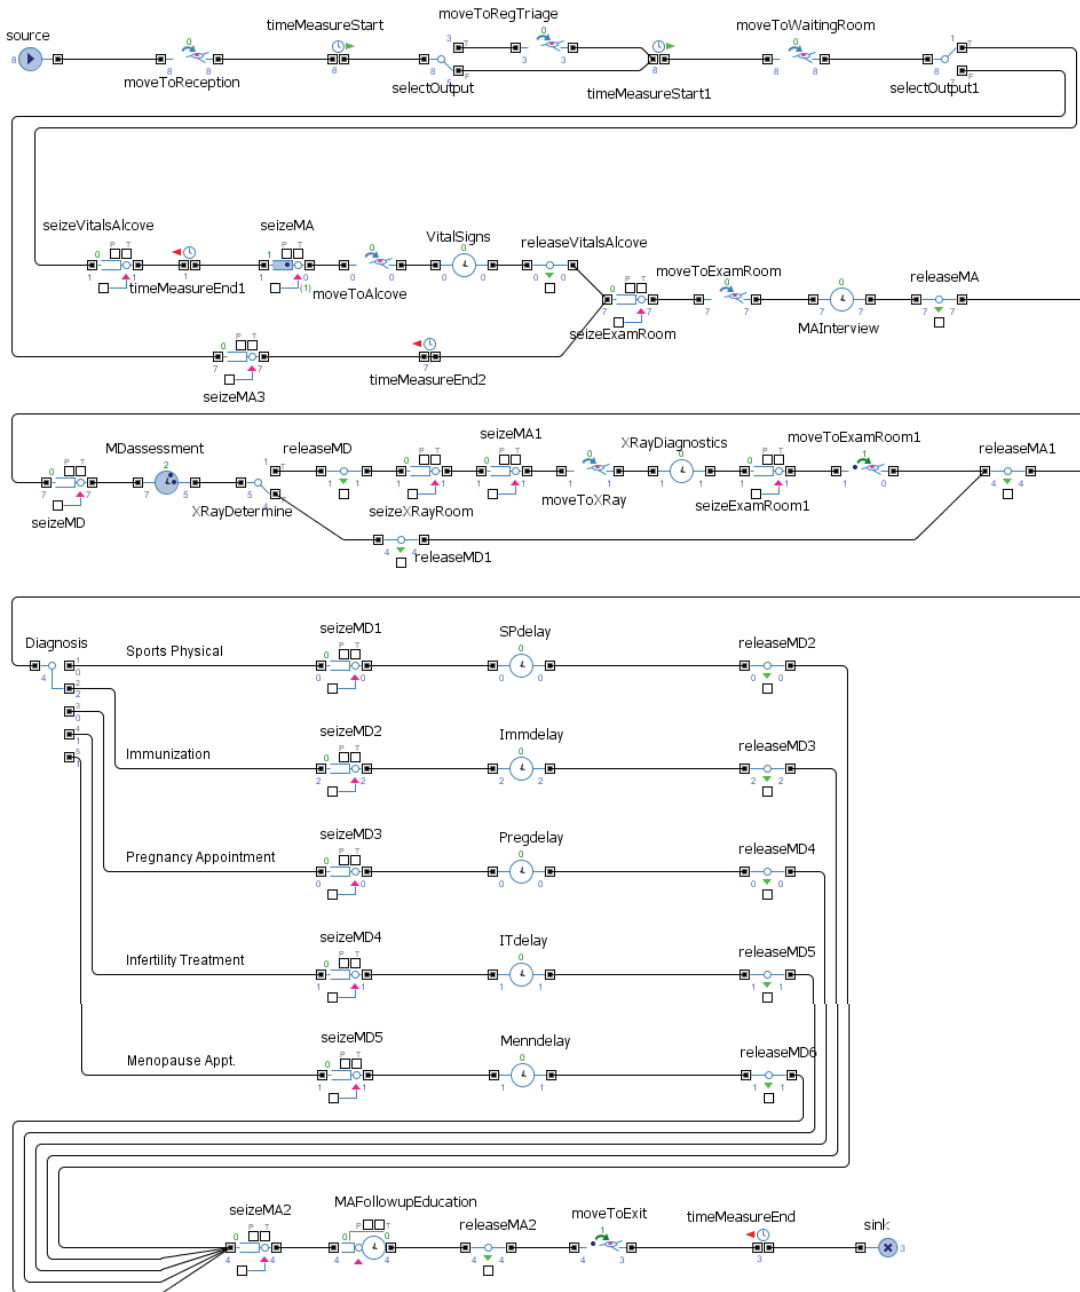 source
moveToReception
timeMeasureStart
selectOutput
moveToRegTriage
timeMeasureStart1
moveToWaitingRoom
selectOutput1
seizeVitalsAlcove
timeMeasureEnd1
seizeMA
moveToAlcove
VitalSigns
releaseVitalsAlcove
seizeExamRoom
moveToExamRoom
MAInterview
releaseMA
seizeMA3
timeMeasureEnd2
seizeMD
MDassessment
XRayDetermine
releaseMD
seizeXRayRoom
seizeMA1
moveToXRay
XRayDiagnostics
seizeExamRoom1
moveToExamRoom1
releaseMA1
releaseMD1
Diagnosis
Sports Physical
seizeMD1
SPdelay
releaseMD2
Immunization
seizeMD2
Immdelay
releaseMD3
Pregnancy Appointment
seizeMD3
Pregdelay
releaseMD4
Infertility Treatment
seizeMD4
ITdelay
releaseMD5
Menopause Appt.
seizeMD5
Menndelay
releaseMD6
seizeMA2
MAFollowupEducation
releaseMA2
moveToExit
timeMeasureEnd
sink